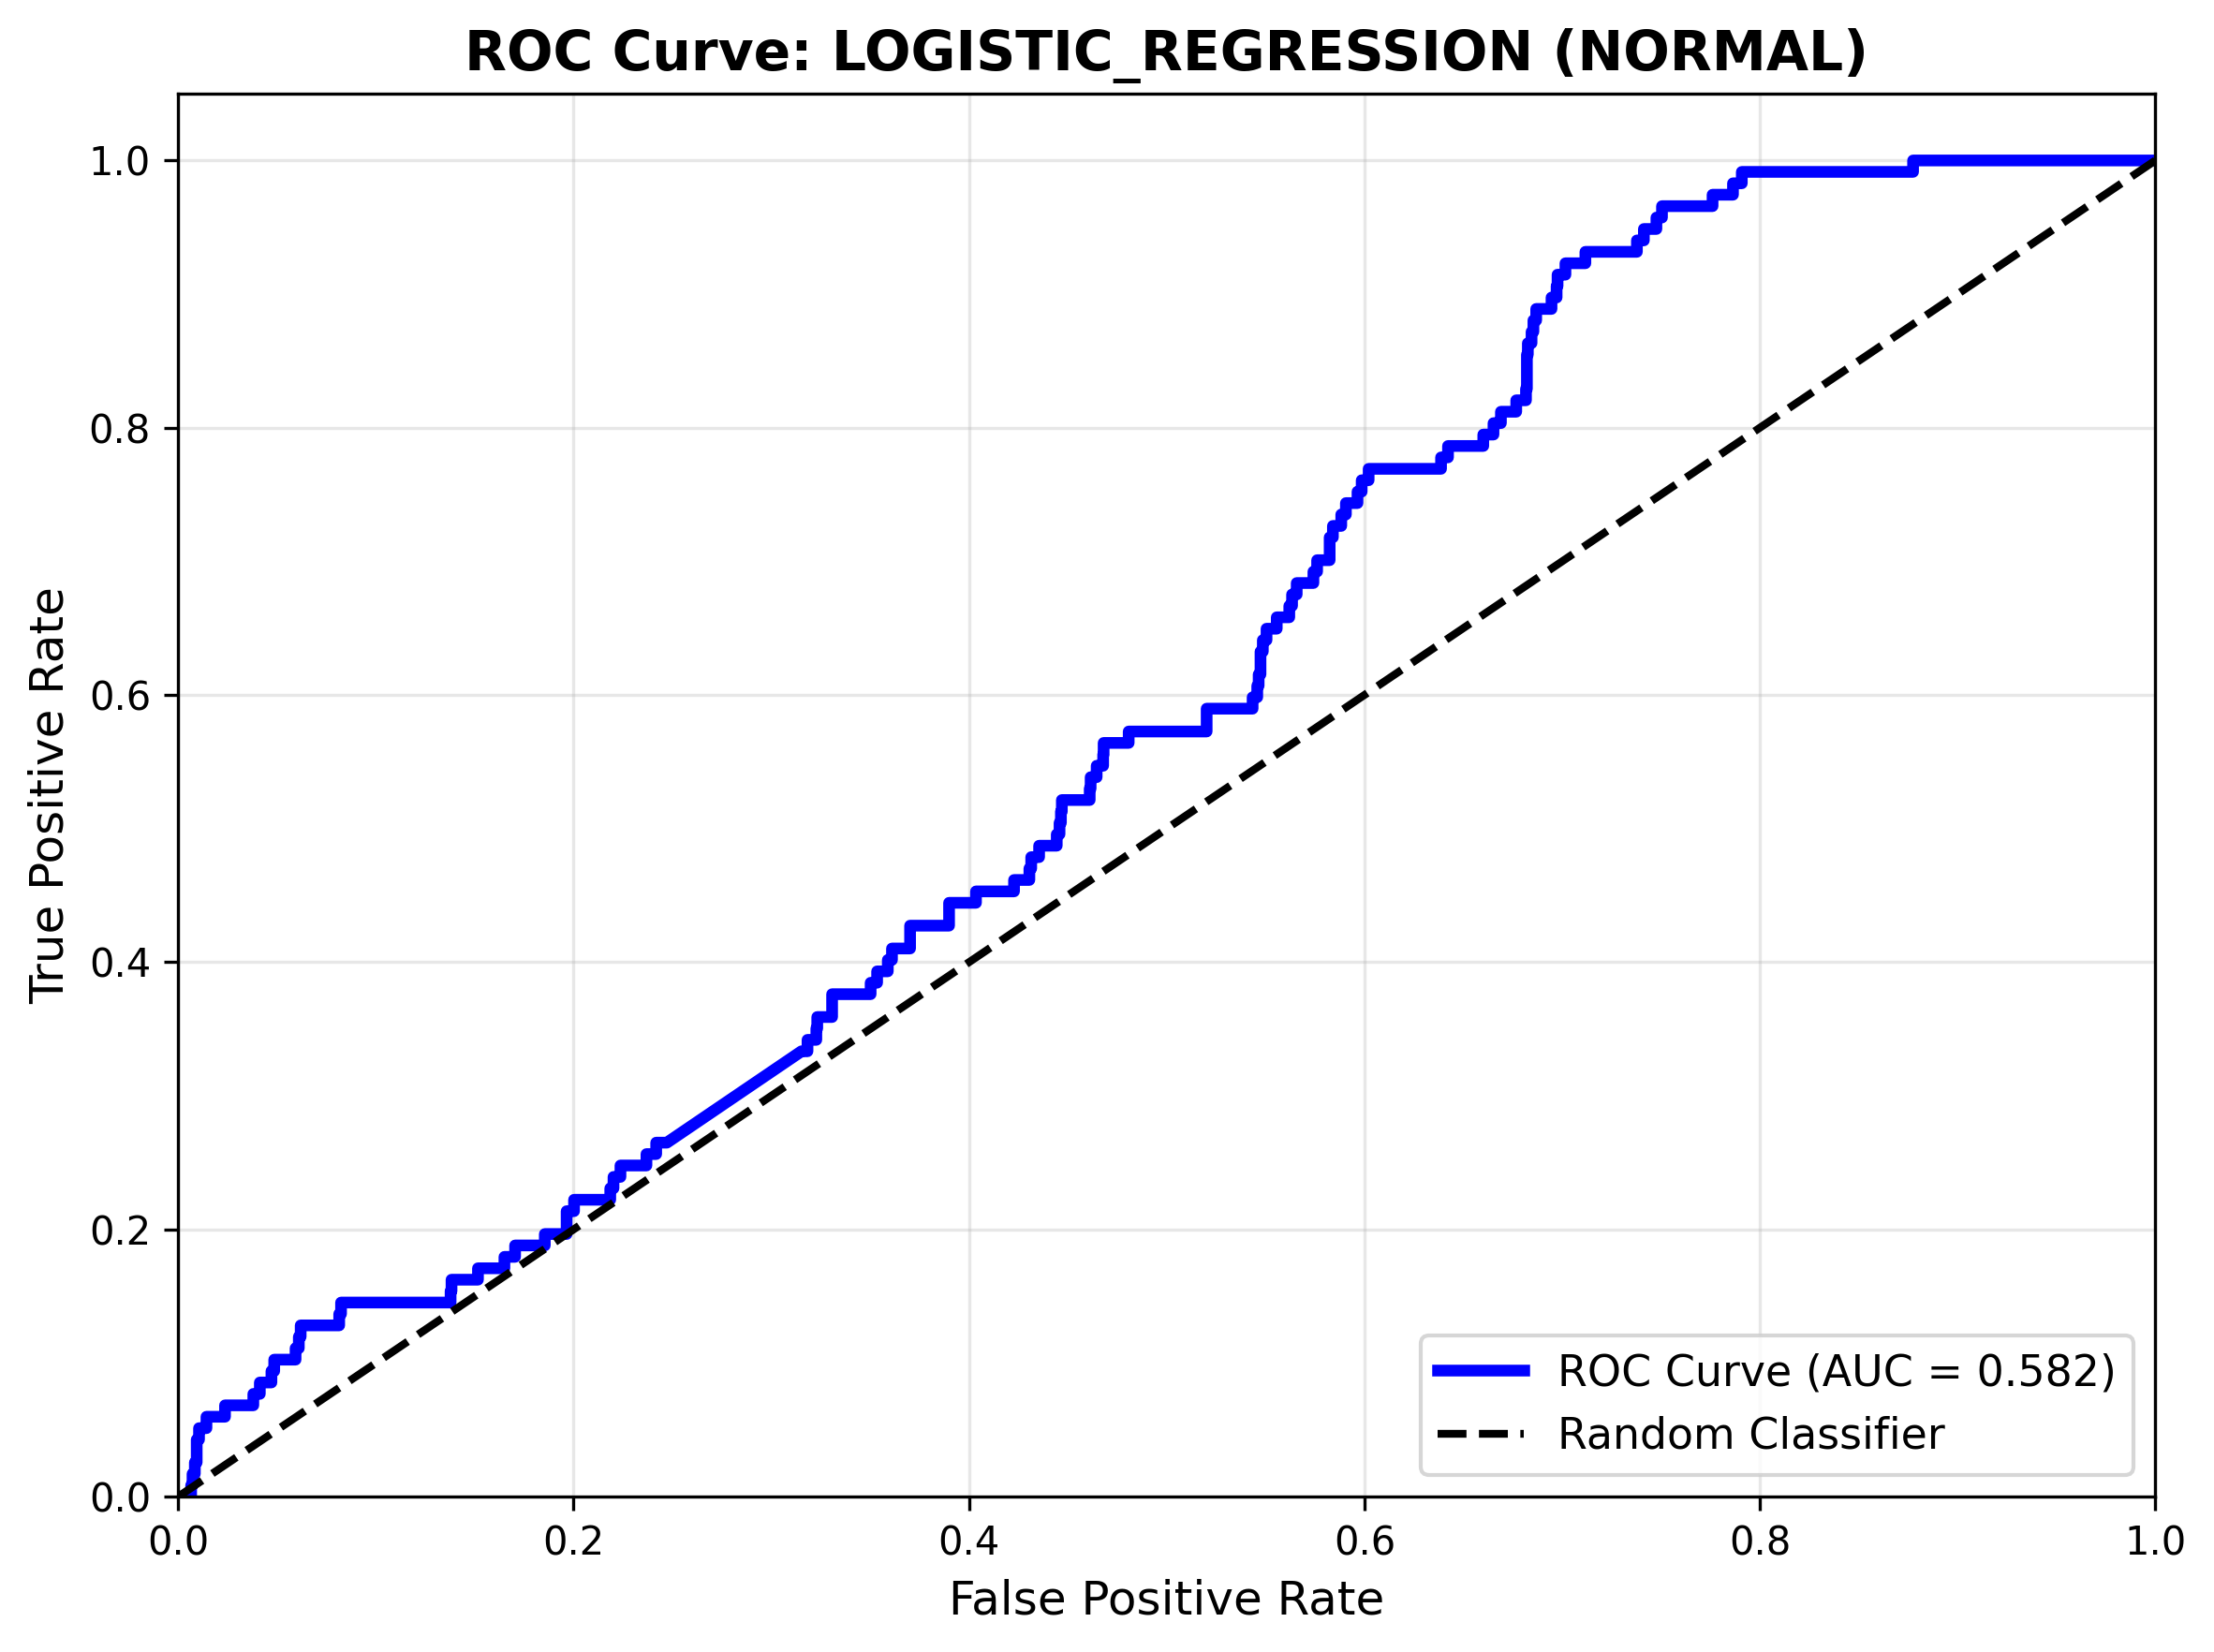 ROC Curve: LOGISTIC_REGRESSION (NORMAL)
True Positive Rate
1.0
0.8
0.6
0.4
0.2
0.0
0.0 0.2 0.4 0.6 0.8 1.0
False Positive Rate
ROC Curve (AUC = 0.582)
Random Classifier